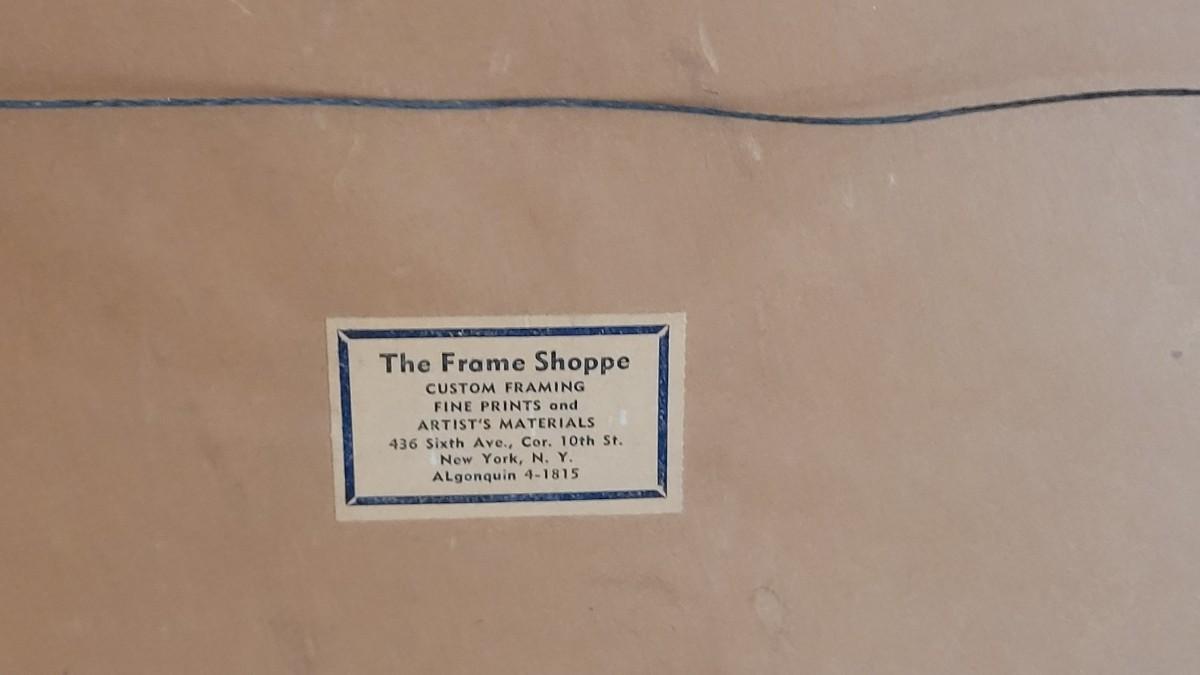 The Frame Shoppe
CUSTOM FRAMING
FINE PRINTS and
ARTIST'S MATERIALS
436 Sixth Ave., Cor. 10th St.
New York, N. Y.
ALgonquin 4-1815